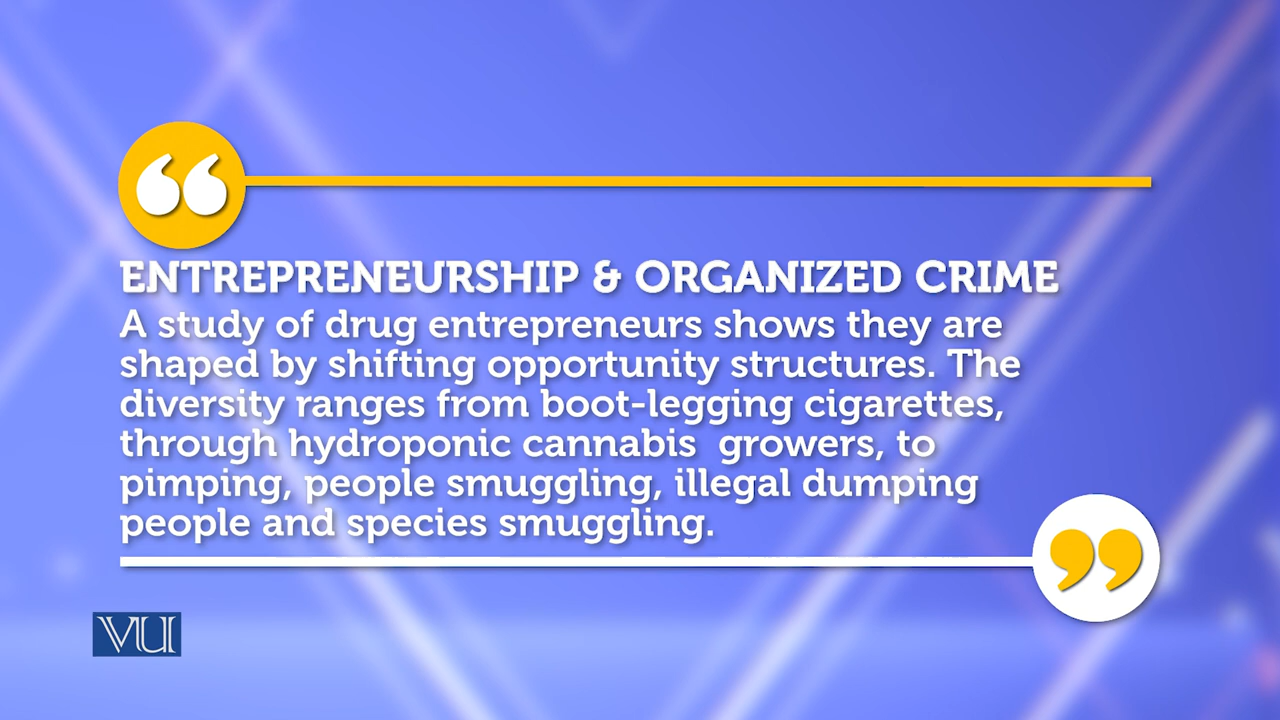 “
ENTREPRENEURSHIP & ORGANIZED CRIME
A study of drug entrepreneurs shows they are
shaped by shifting opportunity structures. The
diversity ranges from boot-legging cigarettes,
through hydroponic cannabis  growers, to
pimping, people smuggling, illegal dumping
people and species smuggling.
”
VU